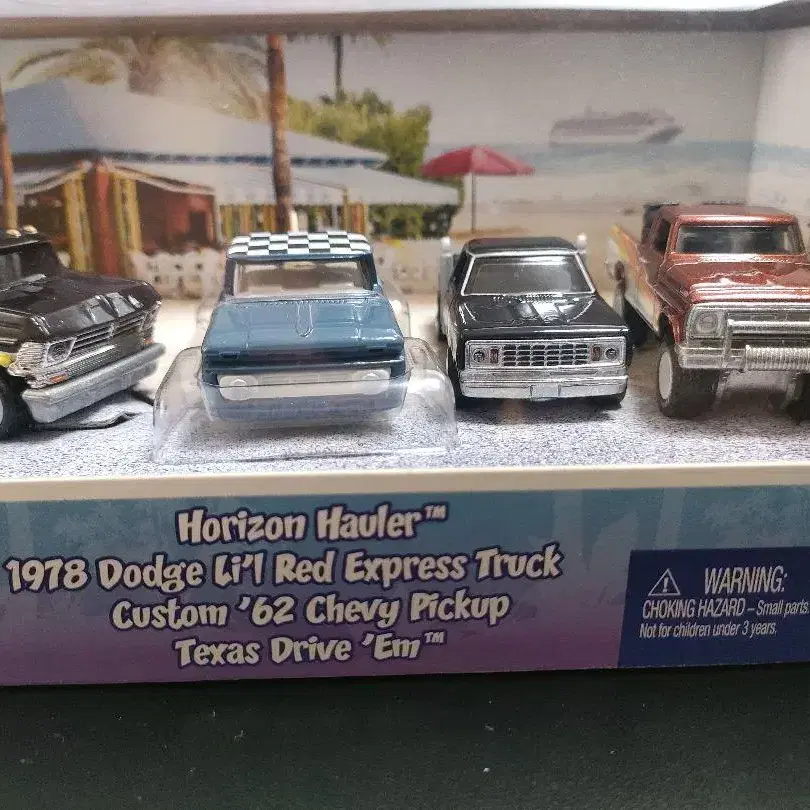 Horizon Hauler™
1978 Dodge Li'l Red Express Truck
Custom '62 Chevy Pickup
Texas Drive 'Em™
WARNING:
CHOKING HAZARD – Small parts.
Not for children under 3 years.